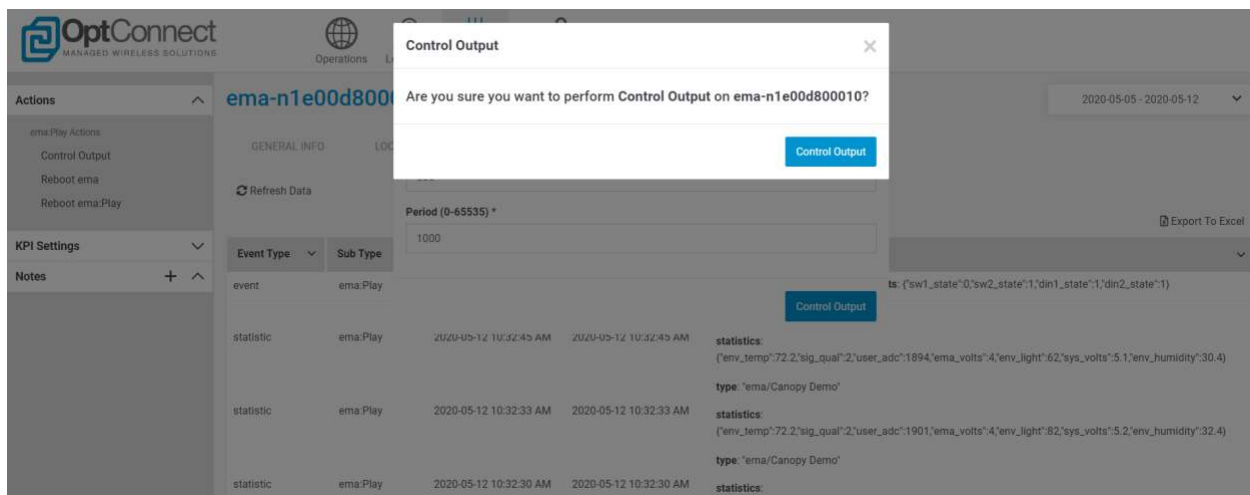 OptConnect
MANAGED WIRELESS SOLUTIONS
Operations
Control Output
Are you sure you want to perform Control Output on ema-n1e00d800010?
Control Output
ema-n1e00d800
2020-05-05 - 2020-05-12
Actions
ema:Play Actions
Control Output
Reboot ema
Reboot ema:Play
KPI Settings
Notes
GENERAL INFO
Refresh Data
Period (0-65535) *
1000
Control Output
Export To Excel
Event Type Sub Type
event ema:Play ts: {"sw1_state":0,"sw2_state":1,"din1_state":1,"din2_state":1}
statistic ema:Play 2020-05-12 10:32:45 AM 2020-05-12 10:32:45 AM statistics:
{"env_temp":72.2,"sig_qual":2,"user_adc":1894,"ema_volts":4,"env_light":62,"sys_volts":5.1,"env_humidity":30.4}
type: "ema/Canopy Demo"
statistic ema:Play 2020-05-12 10:32:33 AM 2020-05-12 10:32:33 AM statistics:
{"env_temp":72.2,"sig_qual":2,"user_adc":1901,"ema_volts":4,"env_light":82,"sys_volts":5.2,"env_humidity":32.4}
type: "ema/Canopy Demo"
statistic ema:Play 2020-05-12 10:32:30 AM 2020-05-12 10:32:30 AM statistics: